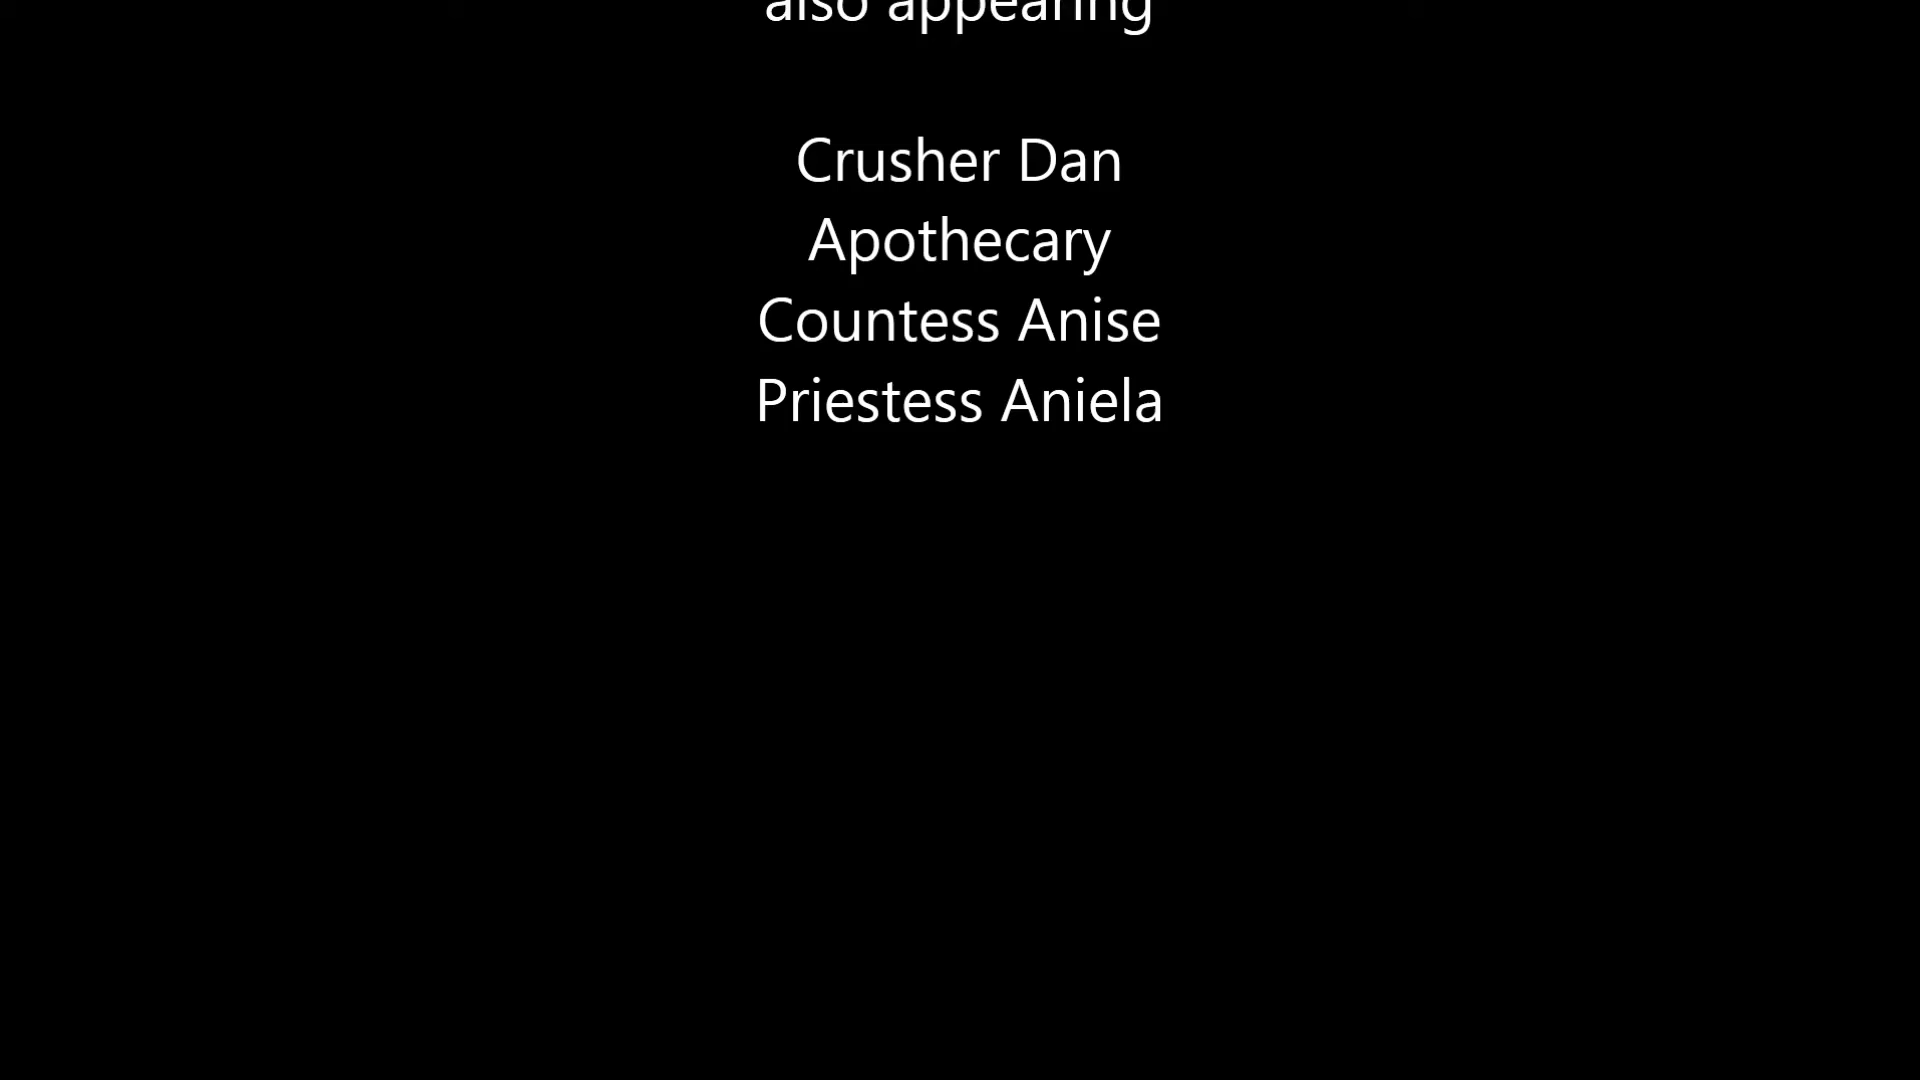 also appearing
Crusher Dan
Apothecary
Countess Anise
Priestess Aniela